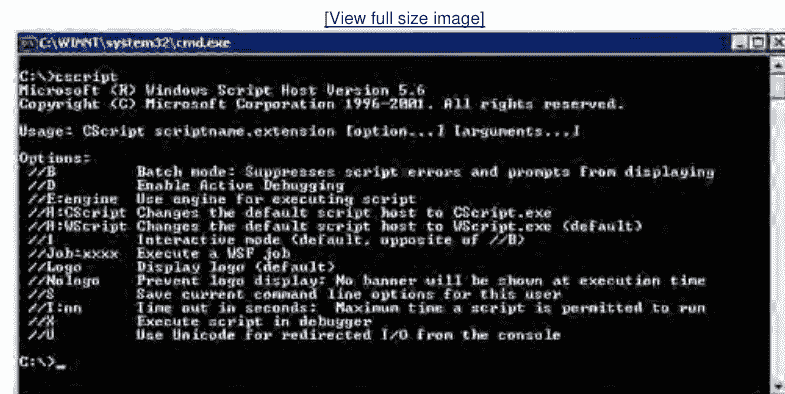 [View full size image]
C:\WINNT\system32\cmd.exe
C:\>cscript
Microsoft (R) Windows Script Host Version 5.6
Copyright (C) Microsoft Corporation 1996-2001. All rights reserved.
Usage: CScript scriptname.extension [option...] [arguments...]
Options:
//B Batch mode: Suppresses script errors and prompts from displaying
//D Enable Active Debugging
//E:engine Use engine for executing script
//H:CScript Changes the default script host to CScript.exe
//H:WScript Changes the default script host to WScript.exe (default)
//I Interactive mode (default, opposite of //B)
//Job:xxxx Execute a WSF job
//Logo Display logo (default)
//Nologo Prevent logo display: No banner will be shown at execution time
//S Save current command line options for this user
//T:nn Time out in seconds: Maximum time a script is permitted to run
//X Execute script in debugger
//U Use Unicode for redirected I/O from the console
C:\>_